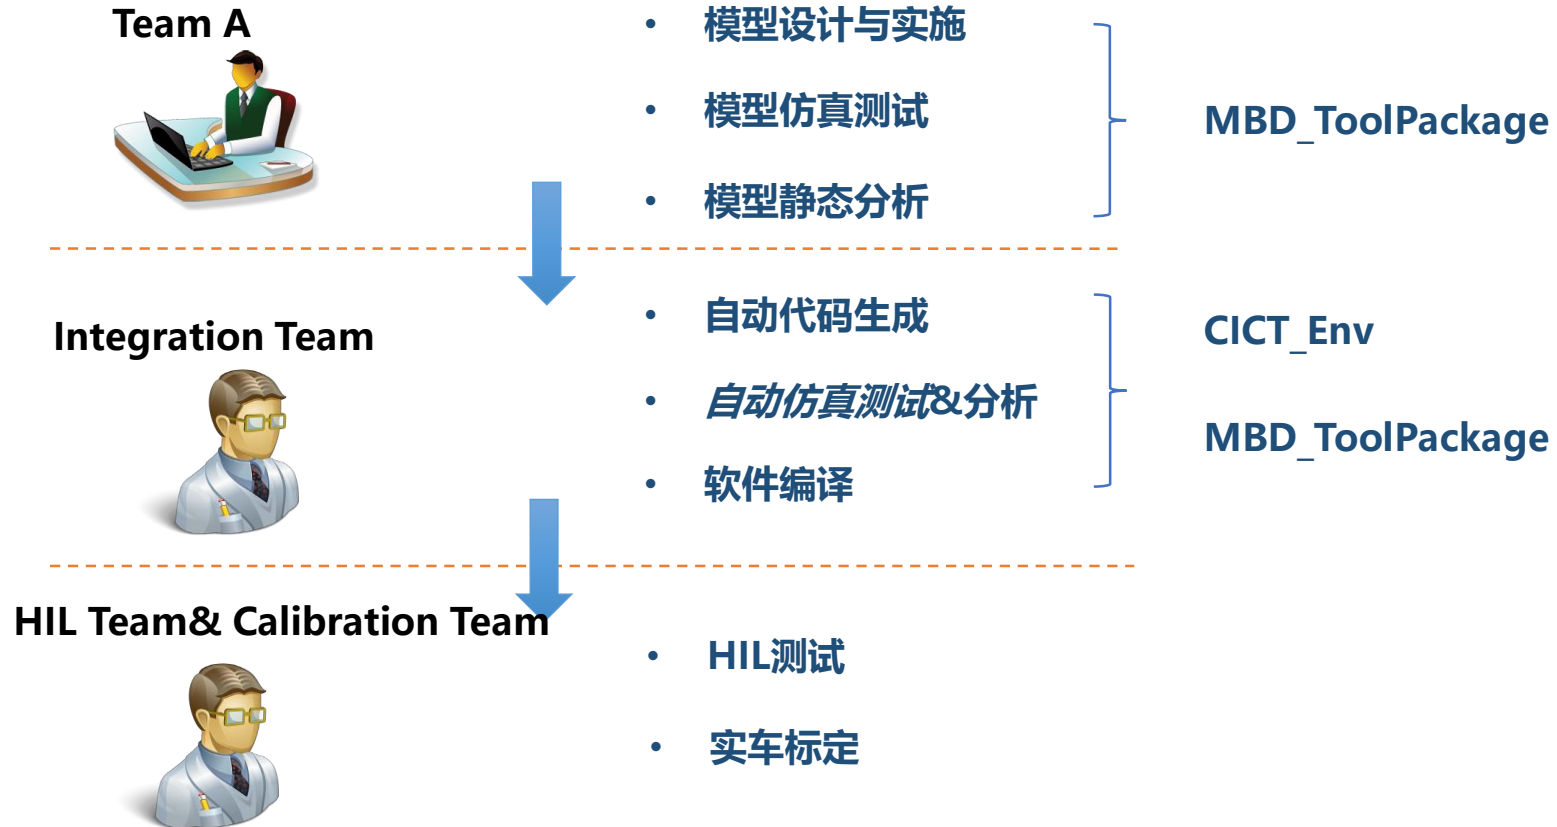 Team A
• 模型设计与实施
• 模型仿真测试
• 模型静态分析
MBD_ToolPackage
Integration Team
• 自动代码生成
• 自动仿真测试&分析
• 软件编译
CICT_Env
MBD_ToolPackage
HIL Team& Calibration Team
• HIL测试
• 实车标定